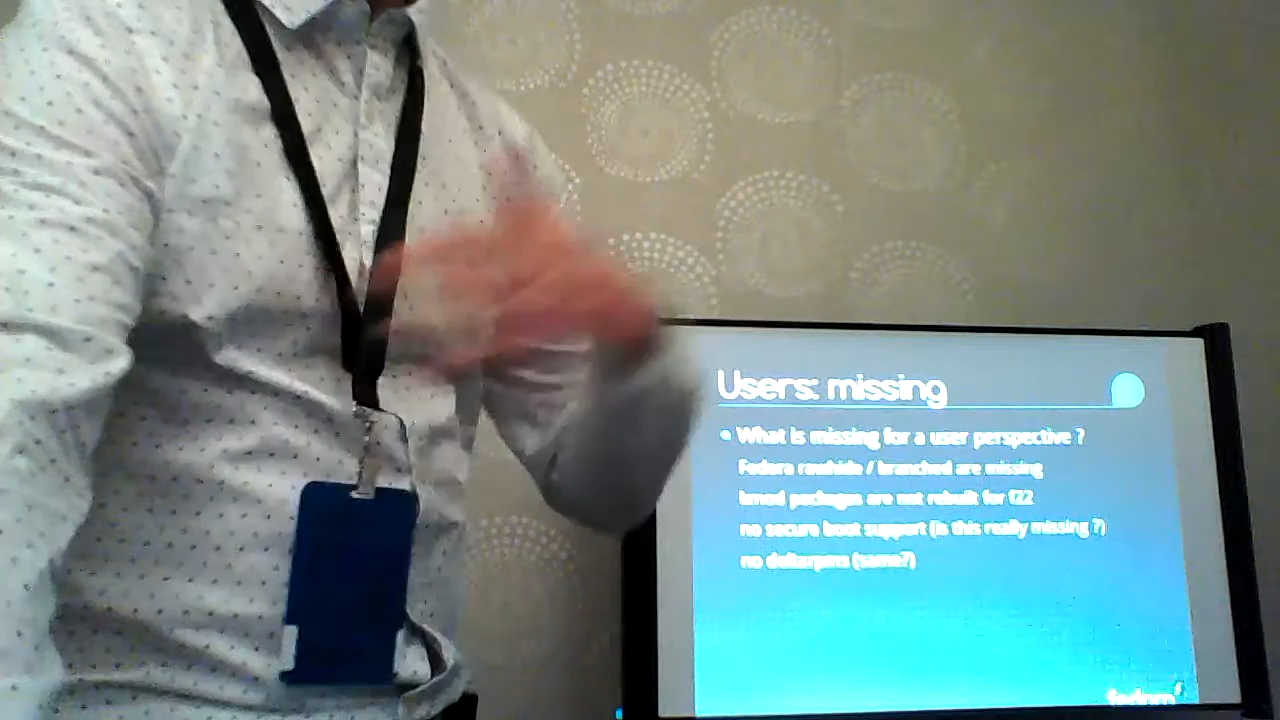 Users: missing
What is missing for a user perspective ?
Fedora rawhide / branched are missing
kmod packages are not rebuilt for f22
no secure boot support (is this really missing ?)
no deltarpms (same?)
fedora